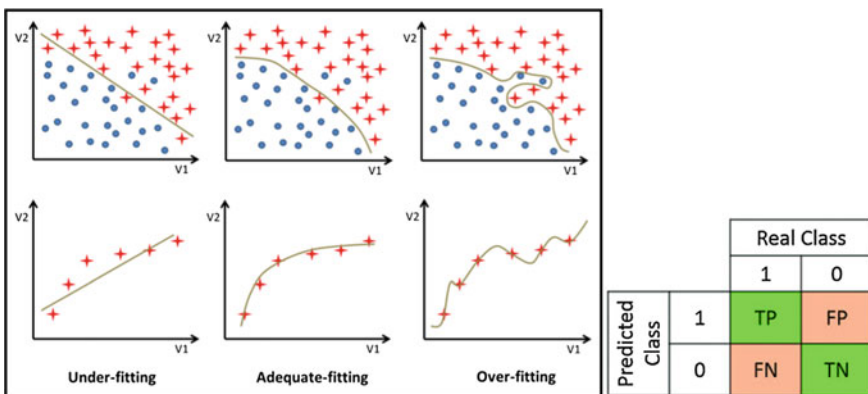 V2
V1
V2
V1
V2
V1
V2
V1
V2
V1
V2
V1
Under-fitting
Adequate-fitting
Over-fitting
Real Class
1 0
Predicted
Class
1 TP FP
0 FN TN